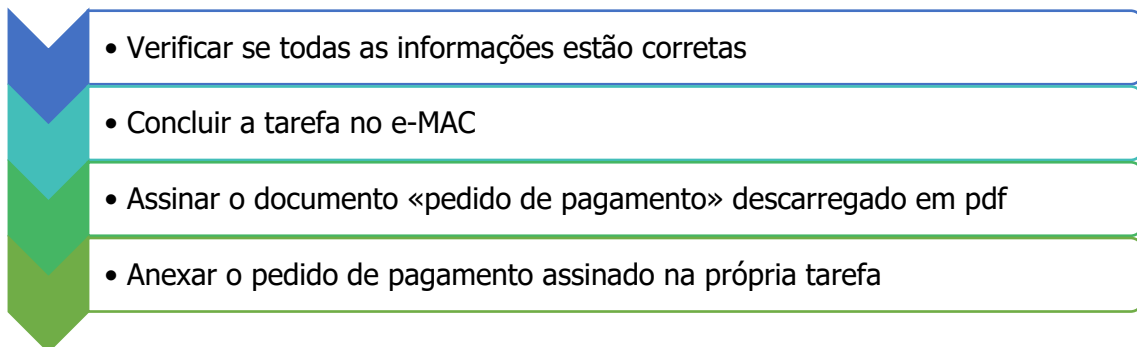 • Verificar se todas as informações estão corretas
• Concluir a tarefa no e-MAC
• Assinar o documento «pedido de pagamento» descarregado em pdf
• Anexar o pedido de pagamento assinado na própria tarefa